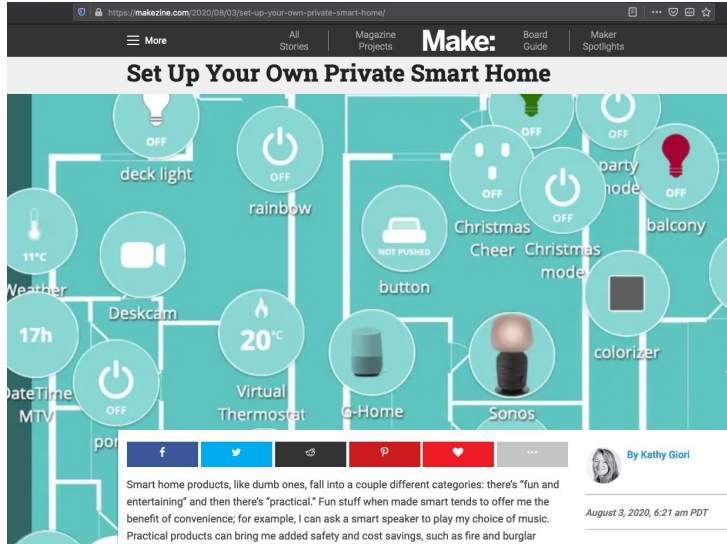 https://makezine.com/2020/08/03/set-up-your-own-private-smart-home/
More
All
Stories
Magazine
Projects
Make:
Board
Guide
Maker
Spotlights
Set Up Your Own Private Smart Home
OFF
deck light
OFF
rainbow
NOT PUSHED
button
OFF
OFF
Christmas
Cheer
OFF
Christmas
mode
party
mode
OFF
balcony
11°C
Weather
Deskcam
17h
DateTime
MTV
OFF
por
20°C
Virtual
Thermostat
G-Home
Sonos
colorizer
By Kathy Giori
August 3, 2020, 6:21 am PDT
Smart home products, like dumb ones, fall into a couple different categories: there's “fun and
entertaining” and then there's “practical.” Fun stuff when made smart tends to offer me the
benefit of convenience; for example, I can ask a smart speaker to play my choice of music.
Practical products can bring me added safety and cost savings, such as fire and burglar